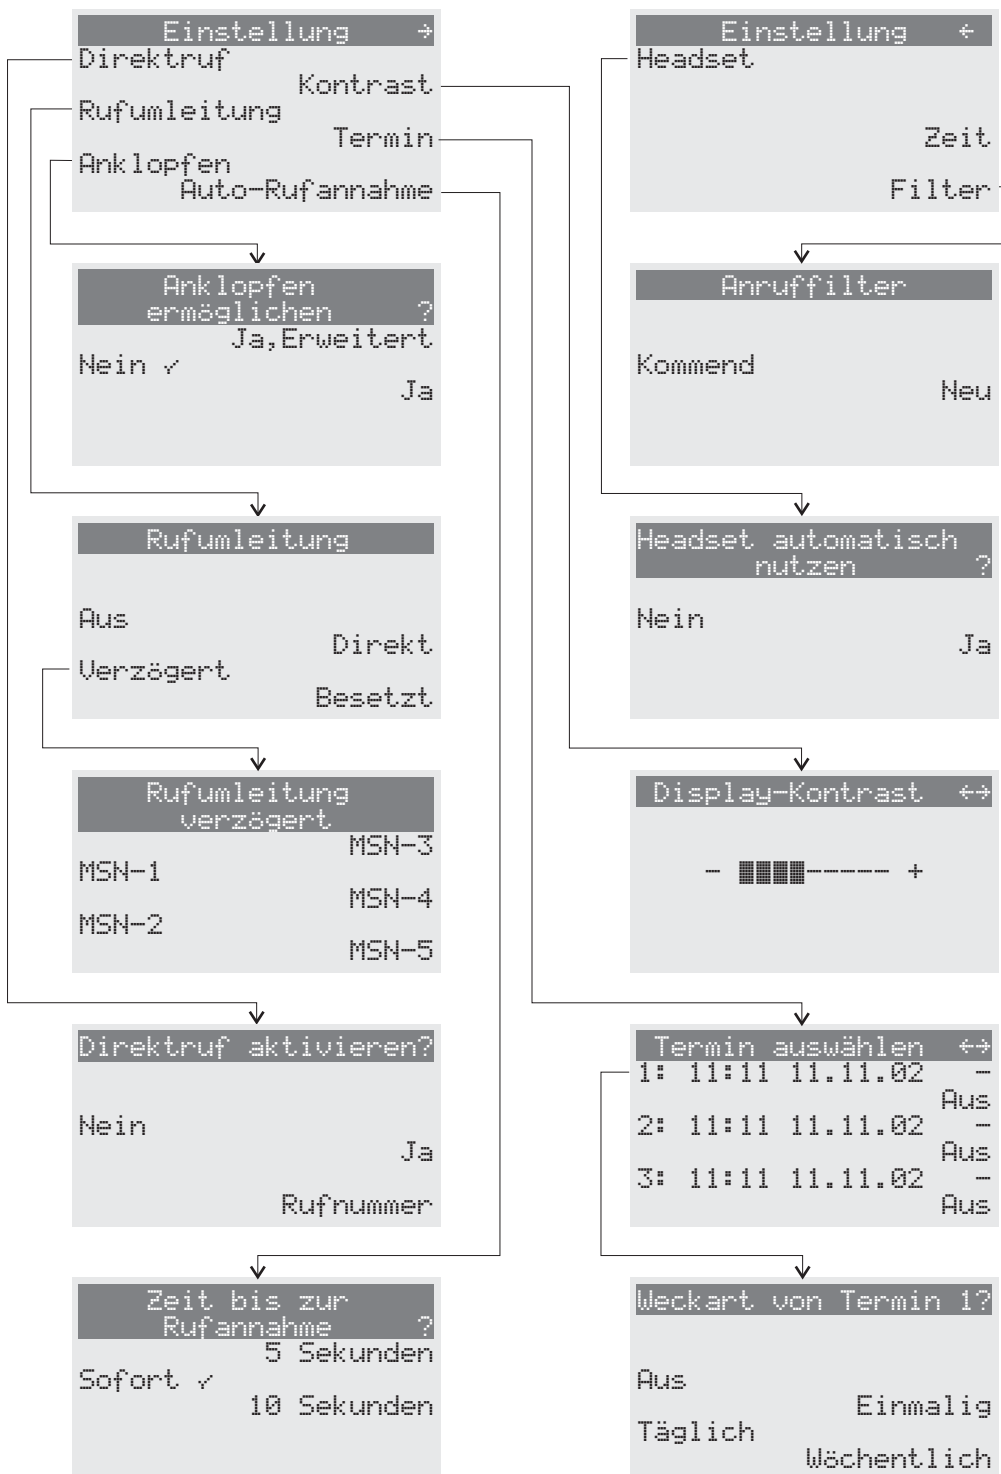 Einstellung →
Direktruf
Kontrast
Rufumleitung
Termin
Anklopfen
Auto-Rufannahme
Anklopfen
ermöglichen ?
Ja,Erweitert
Nein ✓
Ja
Rufumleitung
Aus
Direkt
Verzögert
Besetzt
Rufumleitung
verzögert
MSN-3
MSN-1
MSN-4
MSN-2
MSN-5
Direktruf aktivieren?
Nein
Ja
Rufnummer
Zeit bis zur
Rufannahme ?
5 Sekunden
Sofort ✓
10 Sekunden
Einstellung ←
Headset
Zeit
Filter
Anruffilter
Kommend
Neu
Headset automatisch
nutzen ?
Nein
Ja
Display-Kontrast ←→
- ████----- +
Termin auswählen ←→
1: 11:11 11.11.02 -
Aus
2: 11:11 11.11.02 -
Aus
3: 11:11 11.11.02 -
Aus
Weckart von Termin 1?
Aus
Einmalig
Täglich
Wöchentlich